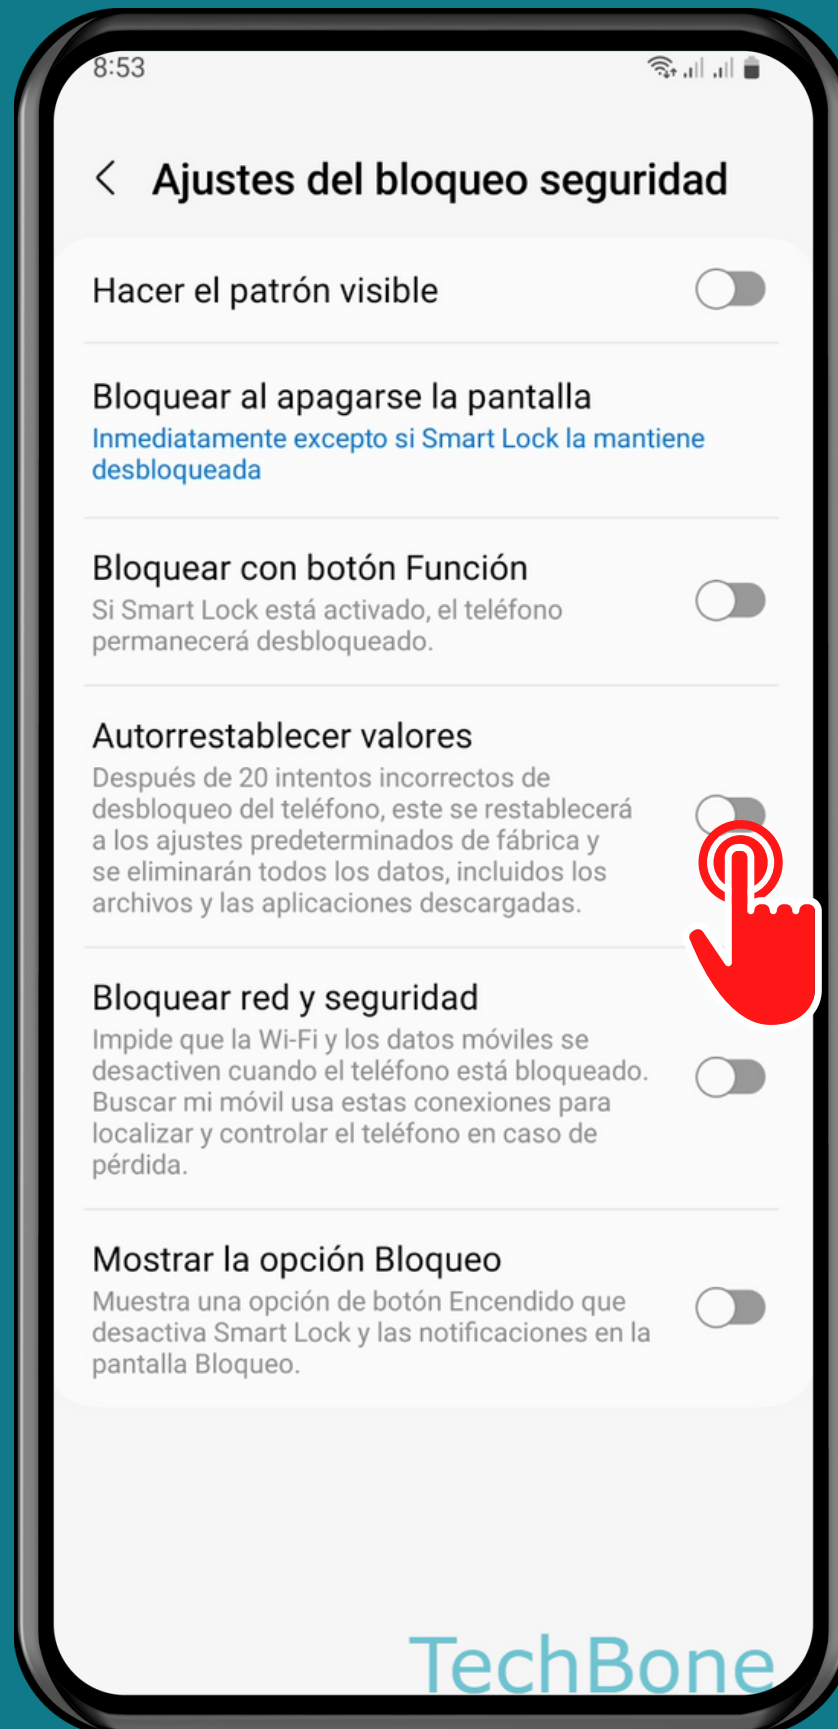 8:53
Ajustes del bloqueo seguridad
Hacer el patrón visible
Bloquear al apagarse la pantalla
Inmediatamente excepto si Smart Lock la mantiene
desbloqueada
Bloquear con botón Función
Si Smart Lock está activado, el teléfono
permanecerá desbloqueado.
Autorrestablecer valores
Después de 20 intentos incorrectos de
desbloqueo del teléfono, este se restablecerá
a los ajustes predeterminados de fábrica y
se eliminarán todos los datos, incluidos los
archivos y las aplicaciones descargadas.
Bloquear red y seguridad
Impide que la Wi-Fi y los datos móviles se
desactiven cuando el teléfono está bloqueado.
Buscar mi móvil usa estas conexiones para
localizar y controlar el teléfono en caso de
pérdida.
Mostrar la opción Bloqueo
Muestra una opción de botón Encendido que
desactiva Smart Lock y las notificaciones en la
pantalla Bloqueo.
TechBone